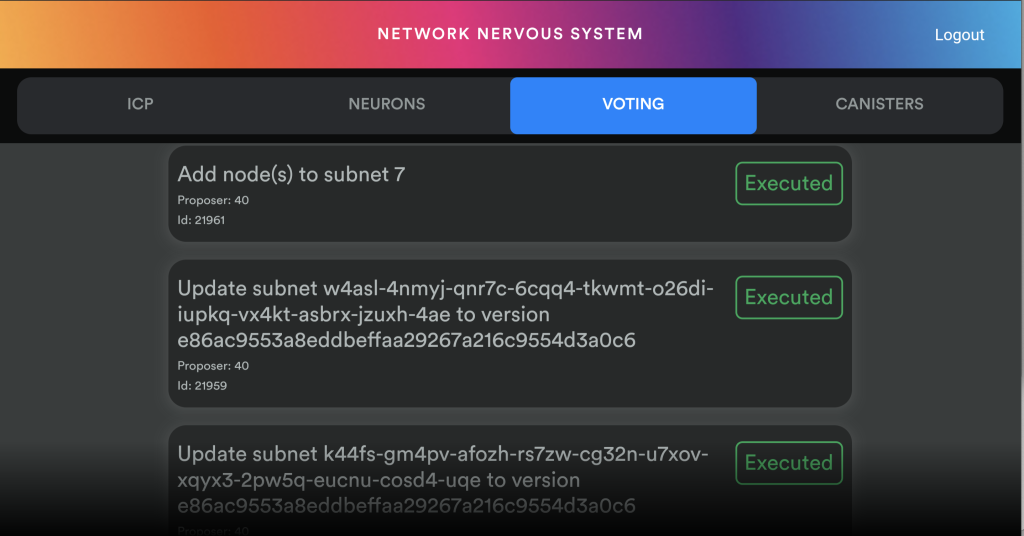 NETWORK NERVOUS SYSTEM
Logout
ICP
NEURONS
VOTING
CANISTERS
Add node(s) to subnet 7
Executed
Proposer: 40
Id: 21961
Update subnet w4asl-4nmyj-qnr7c-6cqq4-tkwmt-o26di-
iupkq-vx4kt-asbrx-jzuxh-4ae to version
e86ac9553a8eddbeffaa29267a216c9554d3a0c6
Executed
Proposer: 40
Id: 21959
Update subnet k44fs-gm4pv-afozh-rs7zw-cg32n-u7xov-
xqyx3-2pw5q-eucnu-cosd4-uqe to version
e86ac9553a8eddbeffaa29267a216c9554d3a0c6
Executed
Proposer: 40